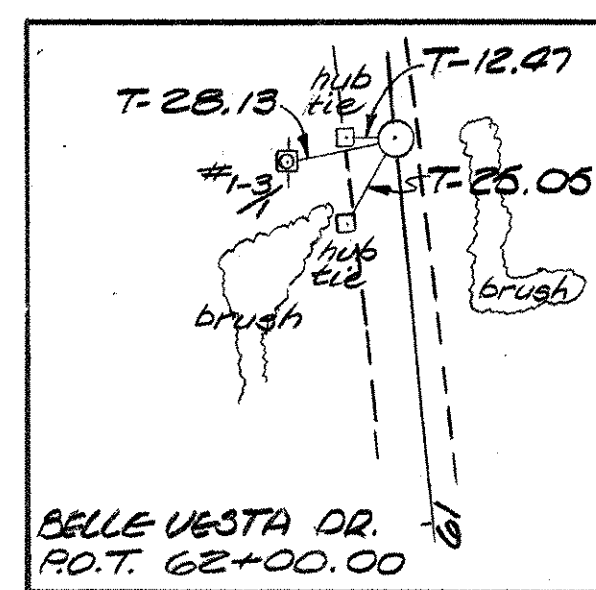 hub
tie
T-12.47
T-28.13
#1-3/1
T-25.05
hub
tie
brush
brush
61
BELLE VESTA DR.
P.O.T. 62+00.00